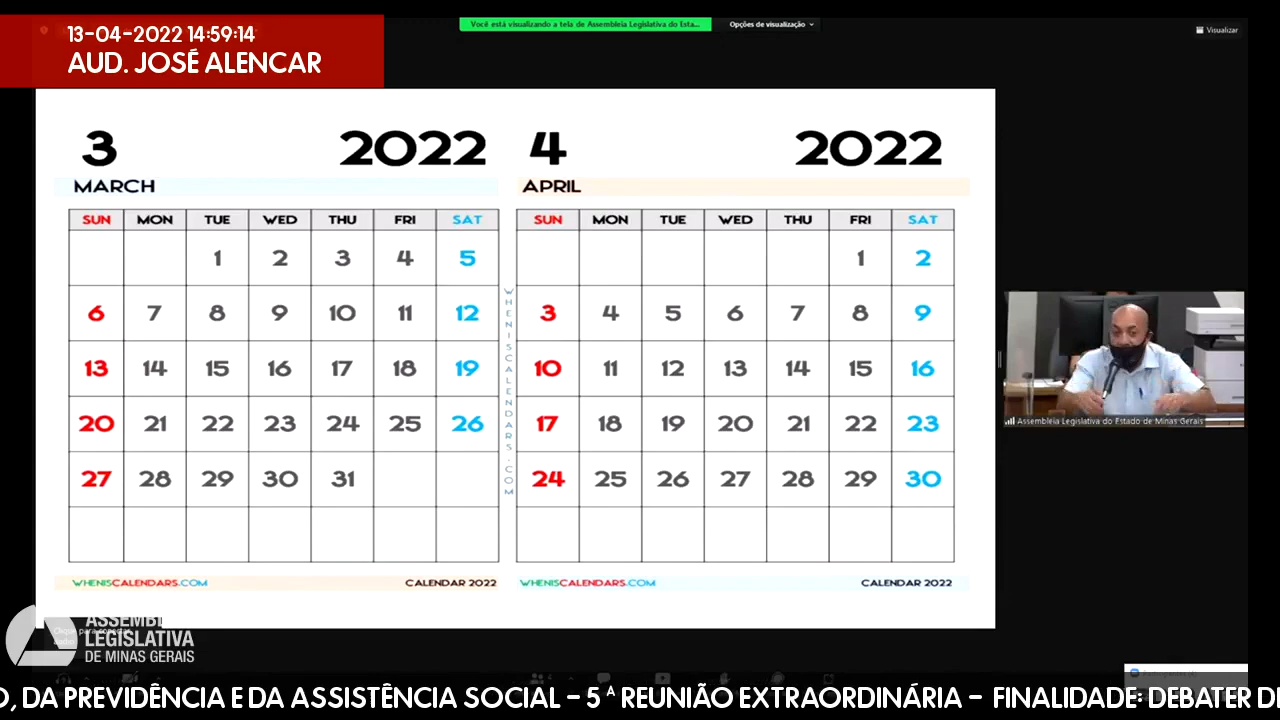 13-04-2022 14:59:14
AUD. JOSÉ ALENCAR
Você está visualizando a tela de Assembleia Legislativa do Esta...
Opções de visualização
Visualizar
3 2022
MARCH
SUN MON TUE WED THU FRI SAT
1 2 3 4 5
6 7 8 9 10 11 12
13 14 15 16 17 18 19
20 21 22 23 24 25 26
27 28 29 30 31
WHENISCALENDARS.COM CALENDAR 2022
WHENISCALENDARS.COM
4 2022
APRIL
SUN MON TUE WED THU FRI SAT
1 2
3 4 5 6 7 8 9
10 11 12 13 14 15 16
17 18 19 20 21 22 23
24 25 26 27 28 29 30
WHENISCALENDARS.COM CALENDAR 2022
Assembléia Legislativa do Estado de Minas Gerais
ASSEMBL
LEGISLATIVA
DE MINAS GERAIS
O, DA PREVIDÊNCIA E DA ASSISTÊNCIA SOCIAL - 5ª REUNIÃO EXTRAORDINÁRIA - FINALIDADE: DEBATER D